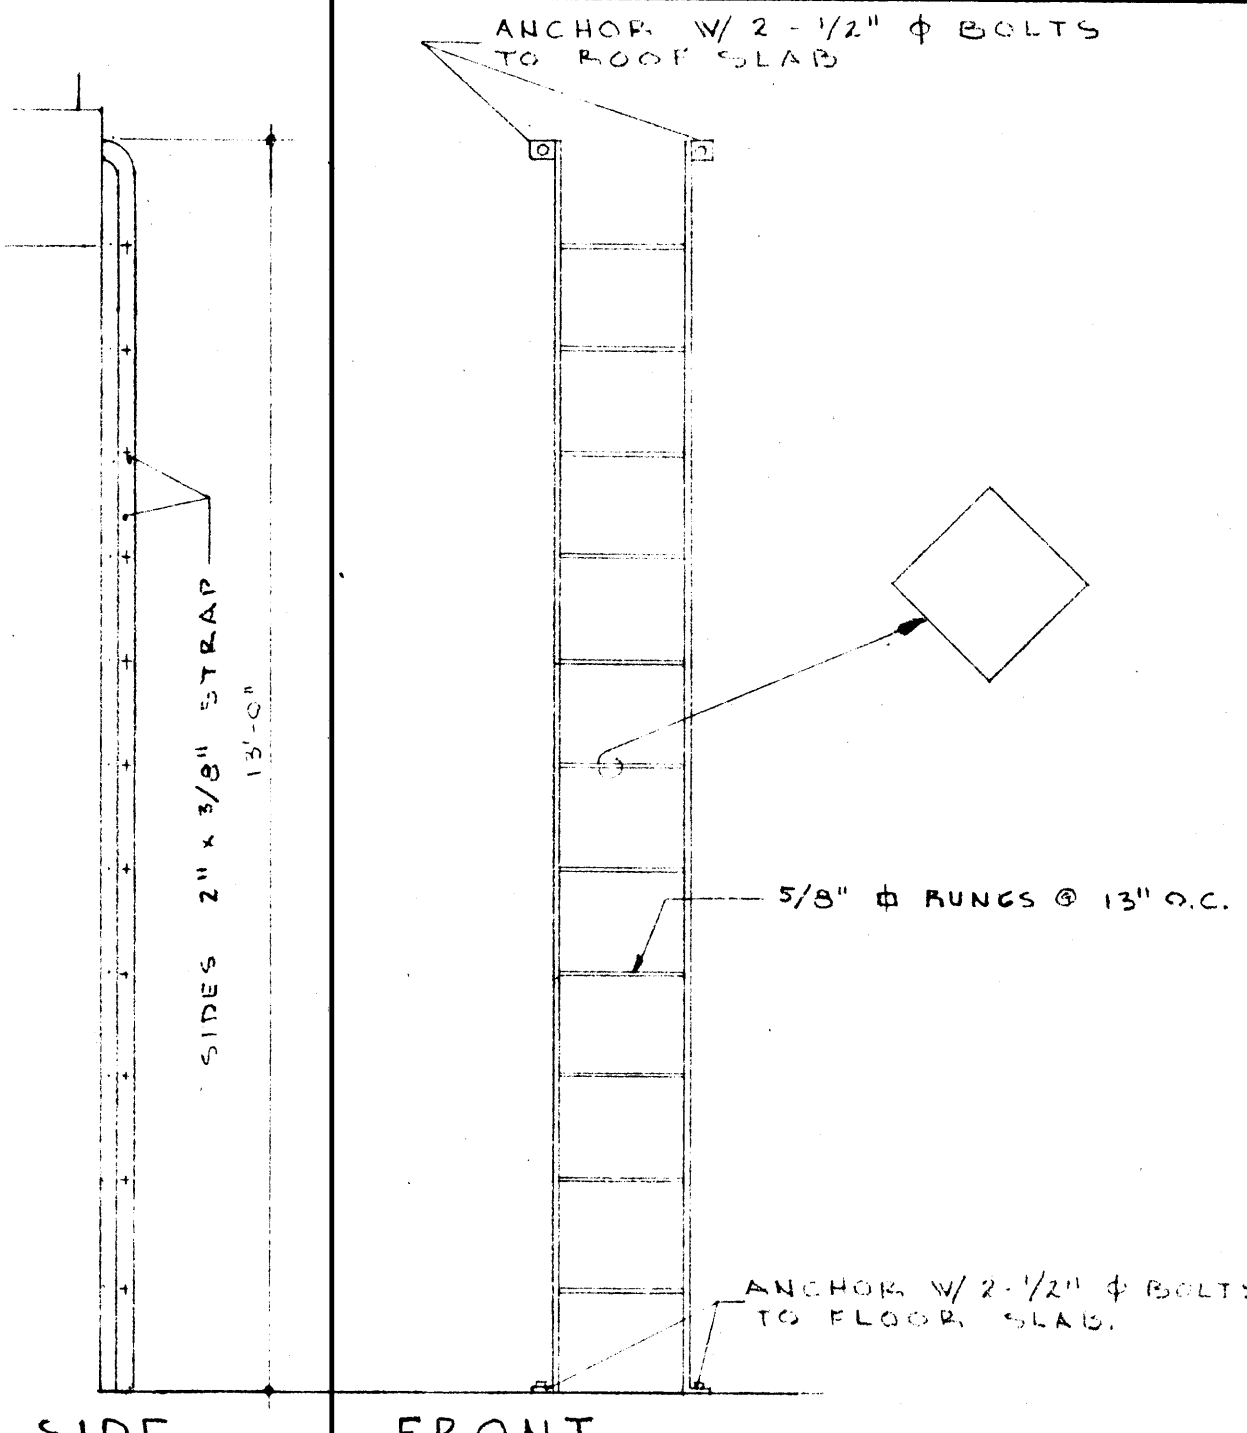 ANCHOR W/ 2 - 1/2" ϕ BOLTS
TO ROOF SLAB
SIDES 2" x 3/8" STRAP
13'-0"
5/8" ϕ RUNGS @ 13" O.C.
ANCHOR W/ 2-1/2" ϕ BOLTS
TO FLOOR SLAB.
SIDE
FRONT